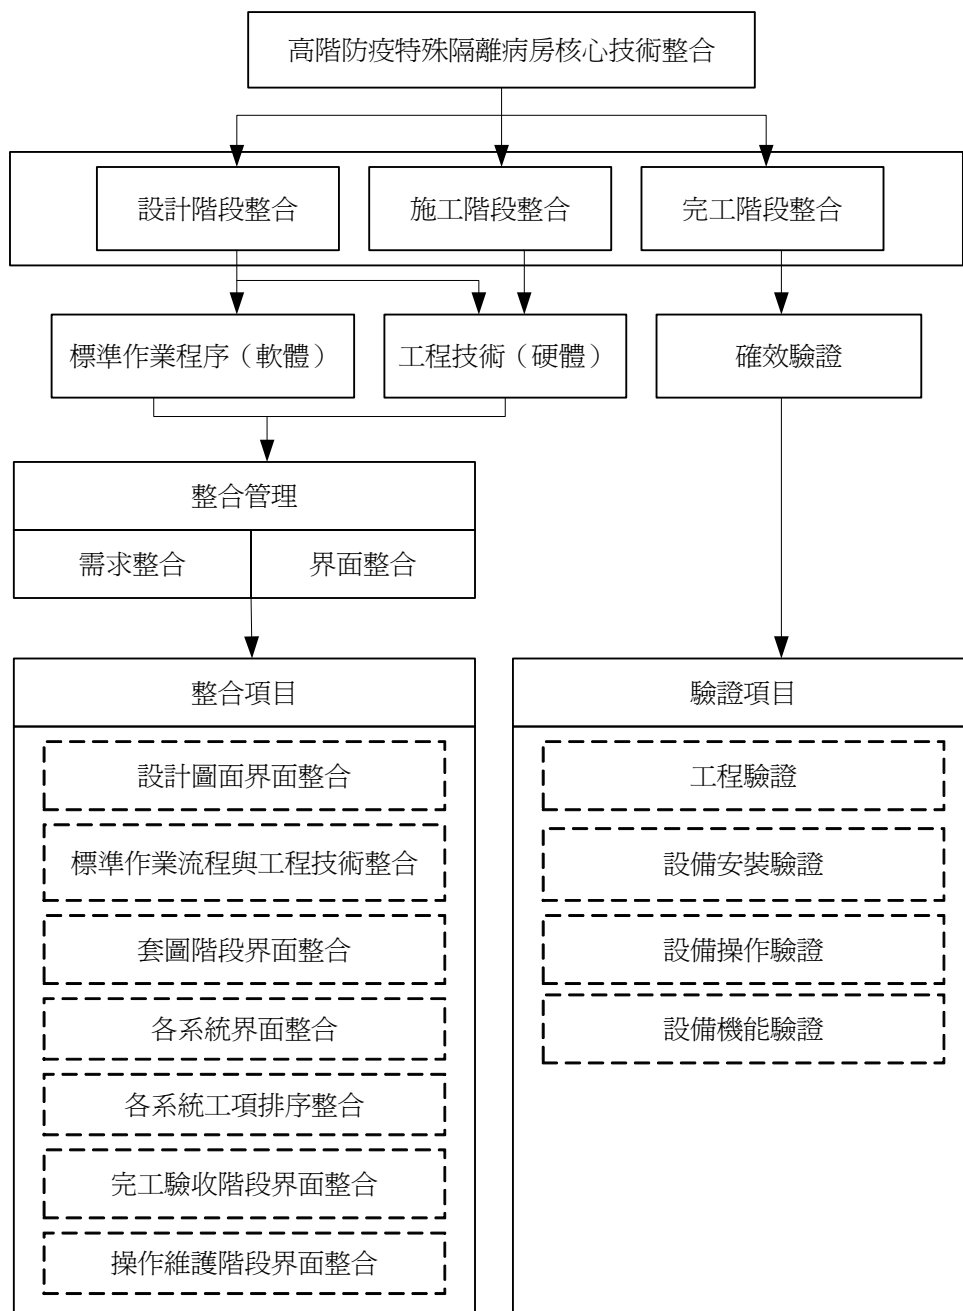 高階防疫特殊隔離病房核心技術整合
設計階段整合
施工階段整合
完工階段整合
標準作業程序（軟體）
工程技術（硬體）
確效驗證
整合管理
需求整合
界面整合
整合項目
設計圖面界面整合
標準作業流程與工程技術整合
套圖階段界面整合
各系統界面整合
各系統工項排序整合
完工驗收階段界面整合
操作維護階段界面整合
驗證項目
工程驗證
設備安裝驗證
設備操作驗證
設備機能驗證